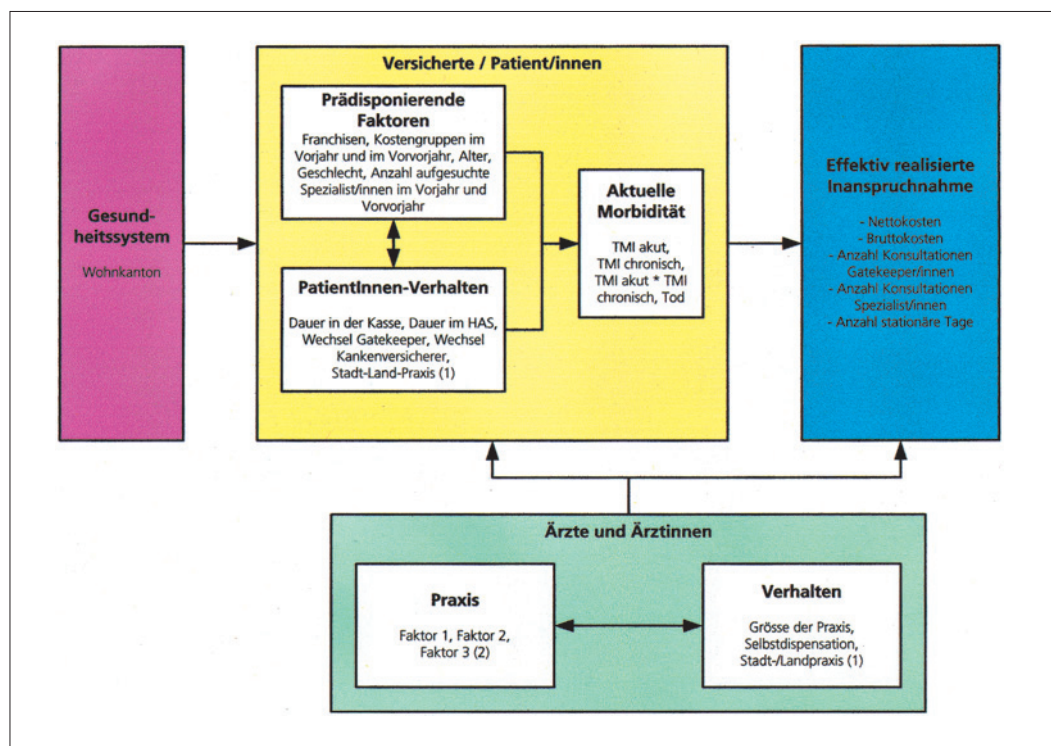 Gesund-
heitssystem
Wohnkanton
Versicherte / Patient/innen
Prädisponierende
Faktoren
Franchisen, Kostengruppen im
Vorjahr und im Vorvorjahr, Alter,
Geschlecht, Anzahl aufgesuchte
Spezialist/innen im Vorjahr und
Vorvorjahr
PatientInnen-Verhalten
Dauer in der Kasse, Dauer im HAS,
Wechsel Gatekeeper, Wechsel
Kankenversicherer,
Stadt-Land-Praxis (1)
Aktuelle
Morbidität
TMI akut,
TMI chronisch,
TMI akut * TMI
chronisch, Tod
Effektiv realisierte
Inanspruchnahme
- Nettokosten
- Bruttokosten
- Anzahl Konsultationen
Gatekeeper/innen
- Anzahl Konsultationen
Spezialist/innen
- Anzahl stationäre Tage
Ärzte und Ärztinnen
Praxis
Faktor 1, Faktor 2,
Faktor 3 (2)
Verhalten
Grösse der Praxis,
Selbstdispensation,
Stadt-/Landpraxis (1)